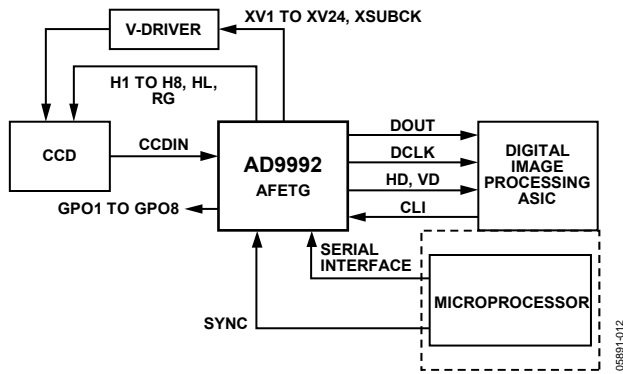 XV1 TO XV24, XSUBCK
V-DRIVER
H1 TO H8, HL,
RG
CCD
CCDIN
AD9992
AFETG
DOUT
DCLK
HD, VD
CLI
DIGITAL
IMAGE
PROCESSING
ASIC
GPO1 TO GPO8
SERIAL
INTERFACE
MICROPROCESSOR
SYNC
05891-012